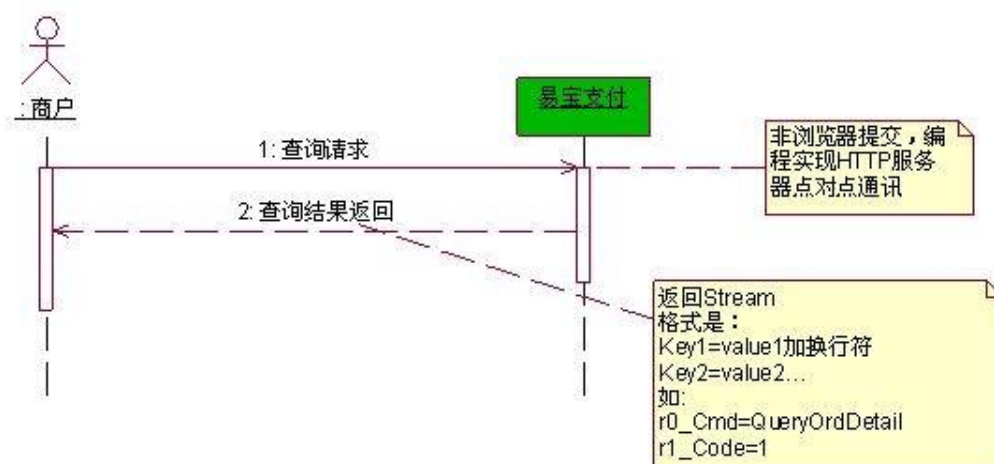 : 商户
易宝支付
1: 查询请求
非浏览器提交，编
程实现HTTP服务
器点对点通讯
2: 查询结果返回
返回Stream
格式是：
Key1=value1加换行符
Key2=value2...
如:
r0_Cmd=QueryOrdDetail
r1_Code=1